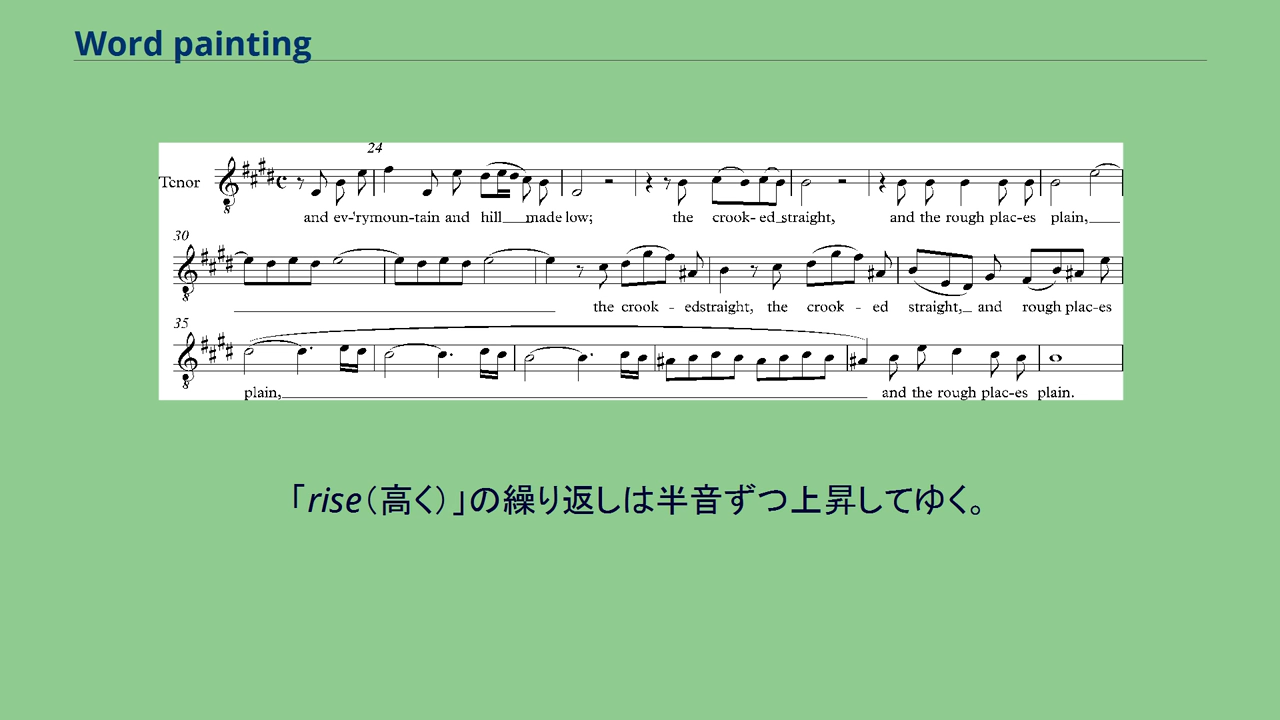 Word painting
24
Tenor
and ev-'rymoun-tain and hill made low; the crook- ed straight, and the rough plac-es plain,
30
the crook - edstraight, the crook - ed straight, and rough plac-es
35
plain, and the rough plac-es plain.
「rise(高く)」の繰り返しは半音ずつ上昇してゆく。